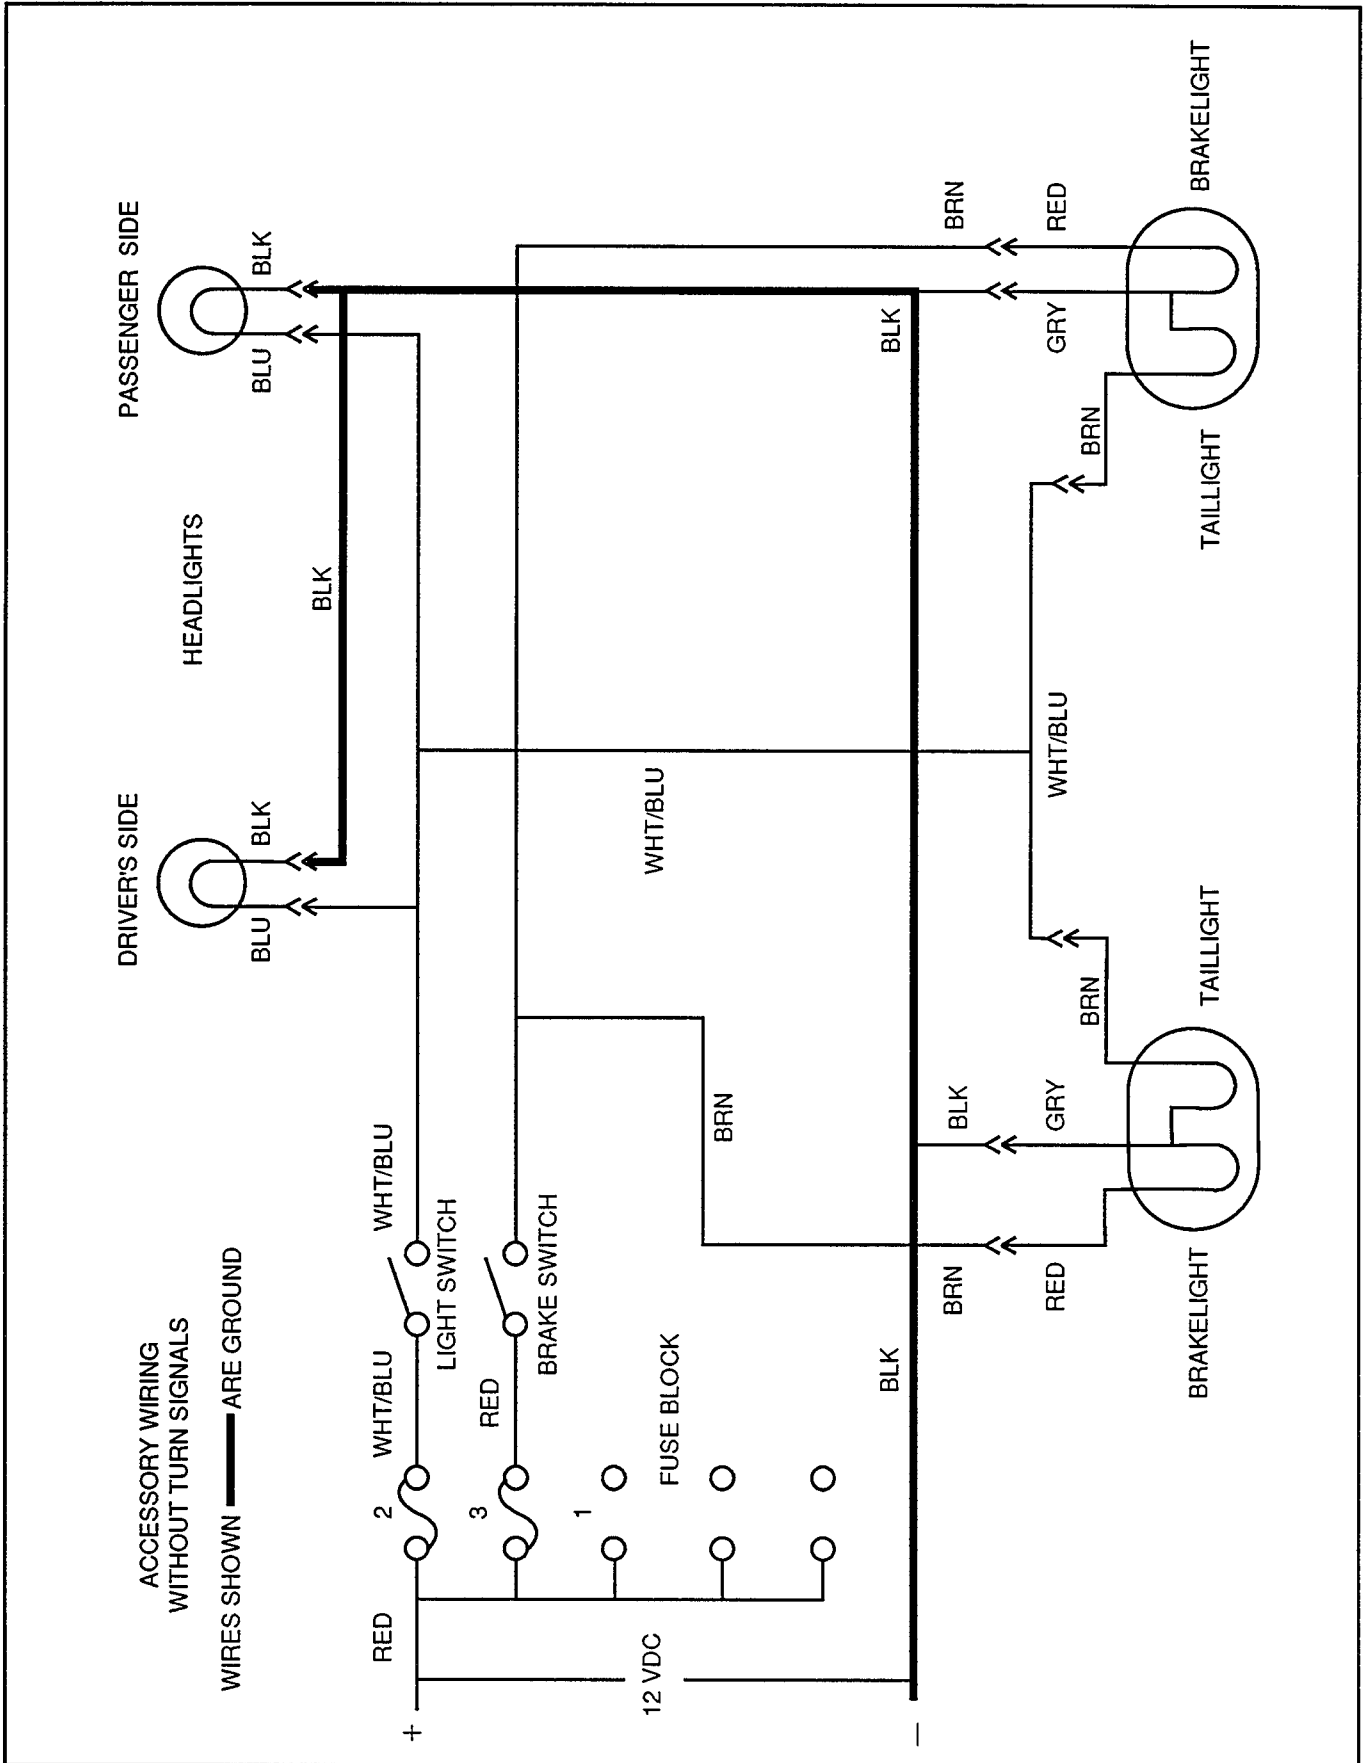 ACCESSORY WIRING
WITHOUT TURN SIGNALS
WIRES SHOWN ARE GROUND
DRIVER'S SIDE
HEADLIGHTS
PASSENGER SIDE
BLU
BLK
BLU
BLK
BLK
RED
2
WHT/BLU
WHT/BLU
LIGHT SWITCH
+
3
RED
BRAKE SWITCH
1
FUSE BLOCK
12 VDC
WHT/BLU
BRN
BLK
BLK
–
BRN
BLK
BRN
RED
GRY
BRN
WHT/BLU
BRN
GRY
RED
BRAKELIGHT
TAILLIGHT
TAILLIGHT
BRAKELIGHT